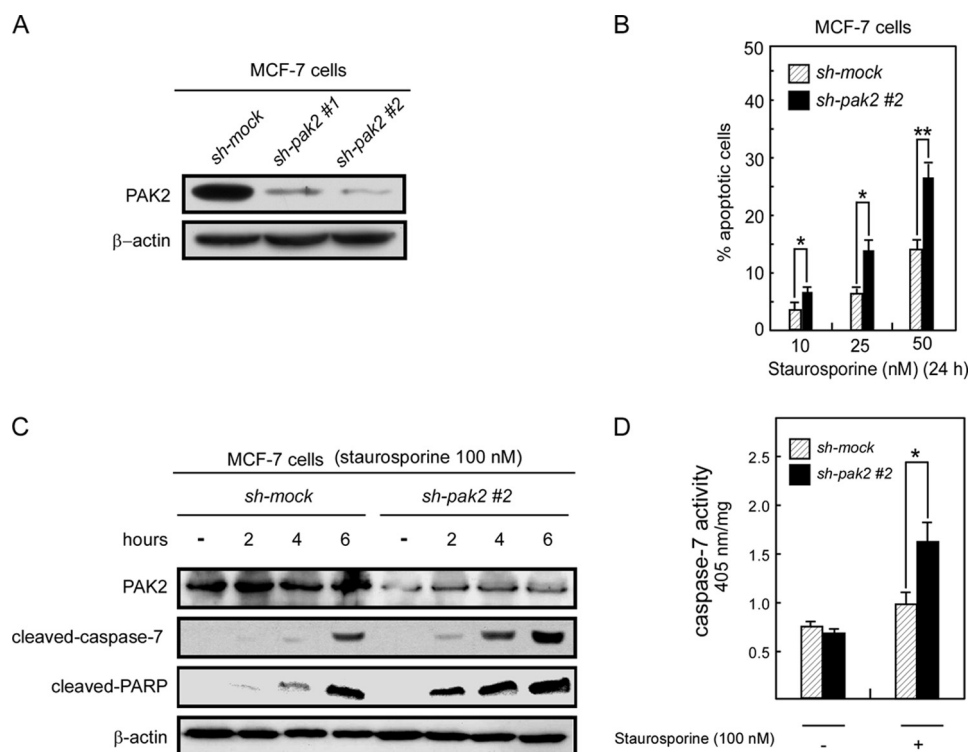 A
MCF-7 cells
sh-mock
sh-pak2 #1
sh-pak2 #2
PAK2
β–actin
B
MCF-7 cells
50
40
30
20
10
0
% apoptotic cells
sh-mock
sh-pak2 #2
*
*
**
10 25 50
Staurosporine (nM) (24 h)
C
MCF-7 cells (staurosporine 100 nM)
sh-mock sh-pak2 #2
hours - 2 4 6 - 2 4 6
PAK2
cleaved-caspase-7
cleaved-PARP
β-actin
D
2.5
2.0
1.5
1.0
0.5
caspase-7 activity
405 nm/mg
sh-mock
sh-pak2 #2
*
Staurosporine (100 nM) - +